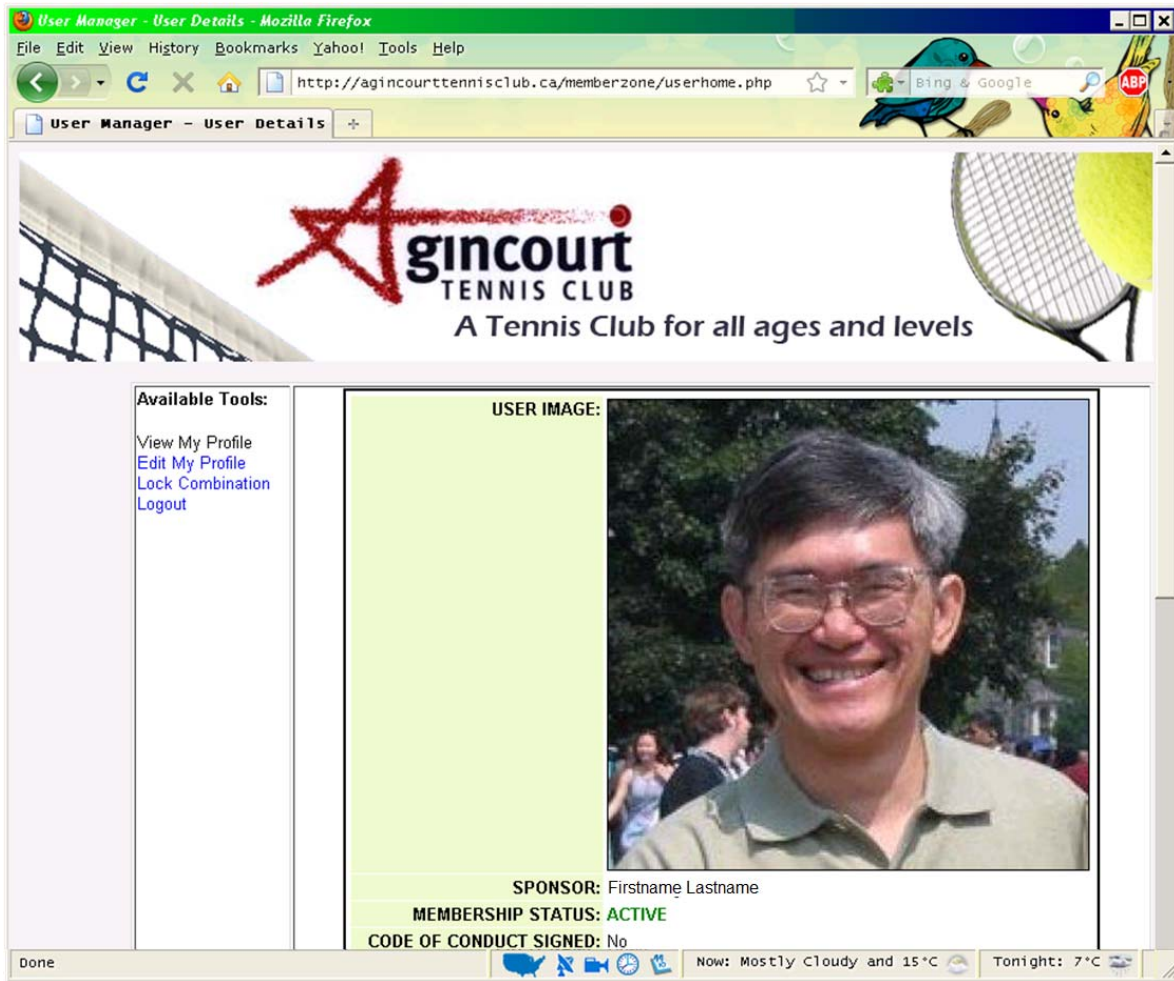 User Manager - User Details - Mozilla Firefox
File Edit View History Bookmarks Yahoo! Tools Help
http://agincourttennisclub.ca/memberzone/userhome.php
Bing & Google
ABP
User Manager - User Details
Agincourt
TENNIS CLUB
A Tennis Club for all ages and levels
Available Tools:
View My Profile
Edit My Profile
Lock Combination
Logout
USER IMAGE:
SPONSOR: Firstname Lastname
MEMBERSHIP STATUS: ACTIVE
CODE OF CONDUCT SIGNED: No
Done
Now: Mostly Cloudy and 15°C
Tonight: 7°C